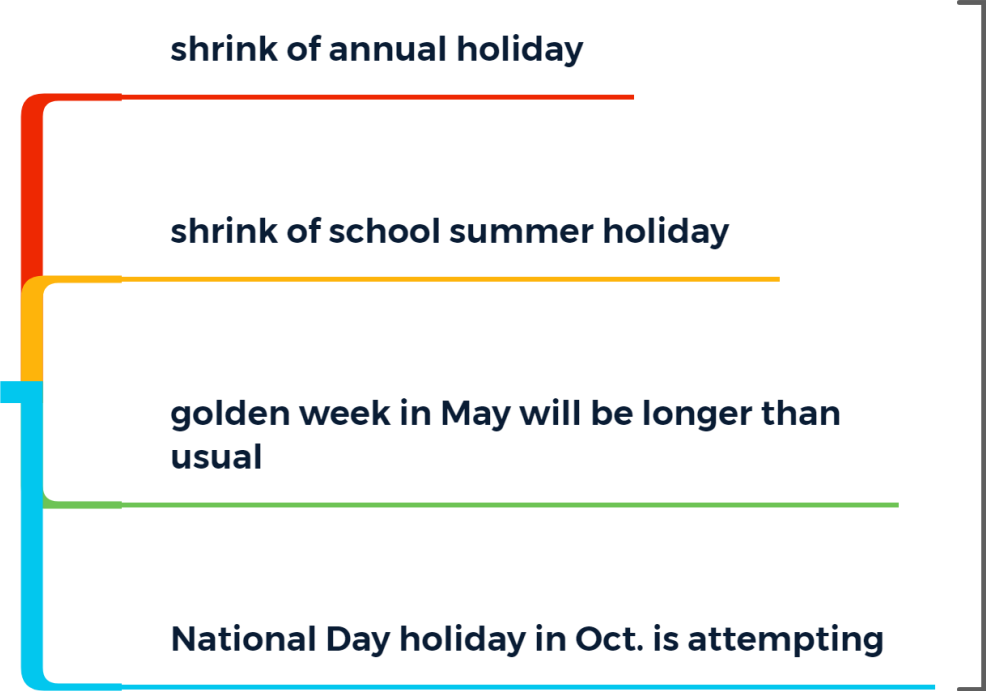 shrink of annual holiday
shrink of school summer holiday
golden week in May will be longer than
usual
National Day holiday in Oct. is attempting